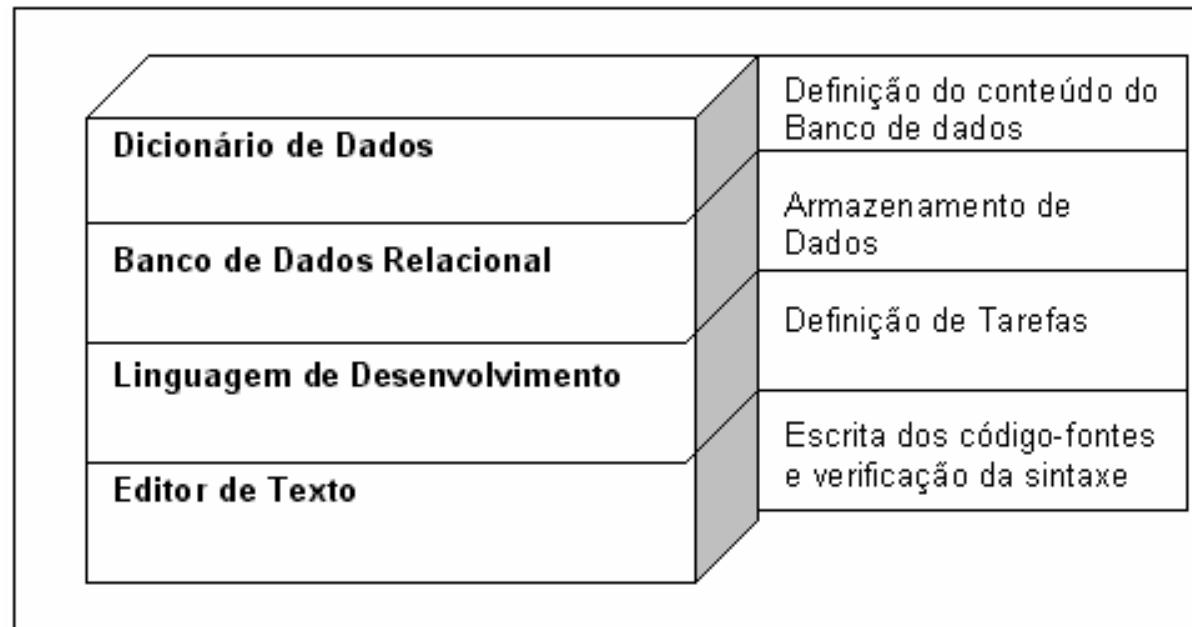 Dicionário de Dados
Definição do conteúdo do
Banco de dados
Banco de Dados Relacional
Armazenamento de
Dados
Linguagem de Desenvolvimento
Definição de Tarefas
Editor de Texto
Escrita dos código-fontes
e verificação da sintaxe